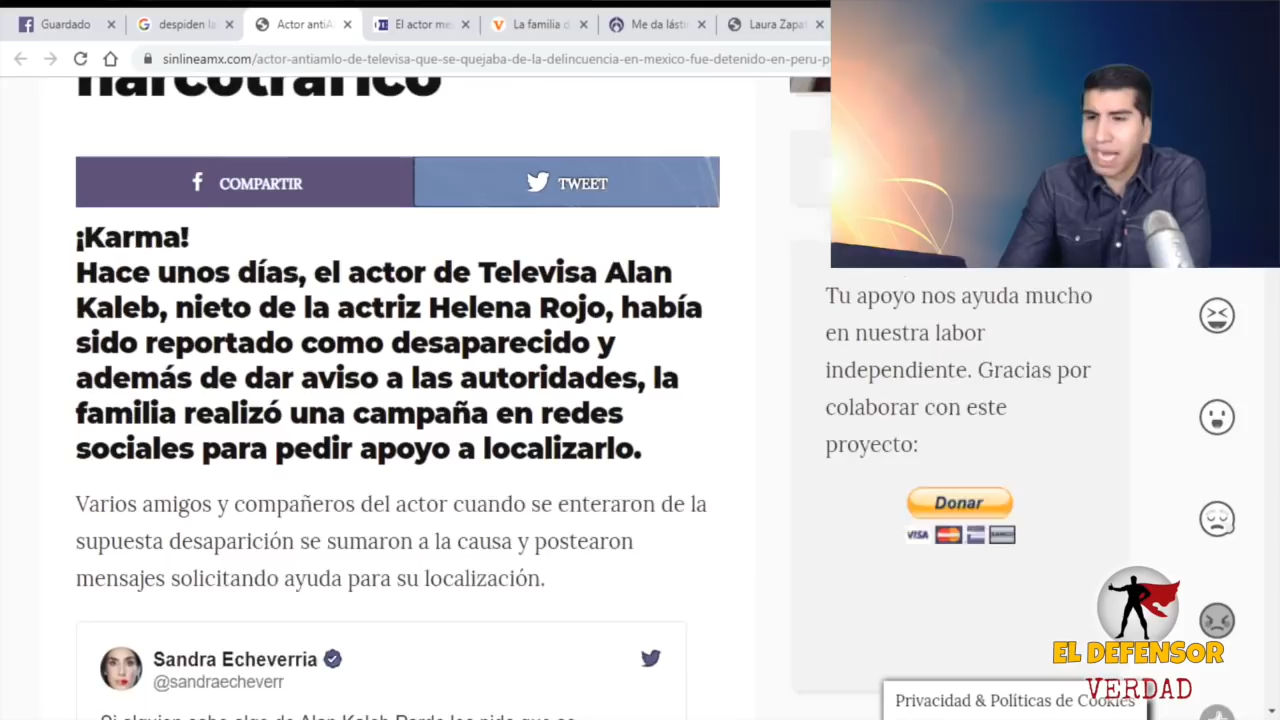 Guardado
despiden la
Actor antiA
El actor me
La familia d
Me da lásti
Laura Zapat
sinlineamx.com/actor-antiamlo-de-televisa-que-se-quejaba-de-la-delincuencia-en-mexico-fue-detenido-en-peru-p
narcotráfico
COMPARTIR
TWEET
¡Karma!
Hace unos días, el actor de Televisa Alan
Kaleb, nieto de la actriz Helena Rojo, había
sido reportado como desaparecido y
además de dar aviso a las autoridades, la
familia realizó una campaña en redes
sociales para pedir apoyo a localizarlo.
Varios amigos y compañeros del actor cuando se enteraron de la
supuesta desaparición se sumaron a la causa y postearon
mensajes solicitando ayuda para su localización.
Sandra Echeverria
@sandraecheverr
Tu apoyo nos ayuda mucho
en nuestra labor
independiente. Gracias por
colaborar con este
proyecto:
Donar
VISA
EL DEFENSOR
VERDAD
Privacidad & Políticas de Cookies